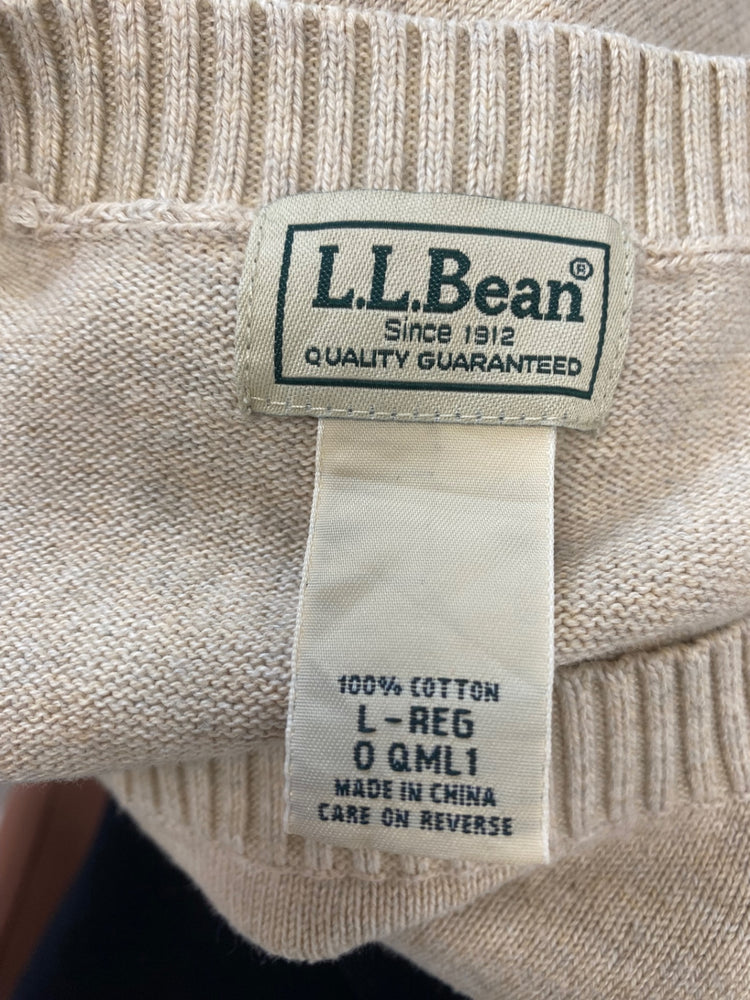 L.L.Bean®
Since 1912
QUALITY GUARANTEED
100% COTTON
L-REG
0 QML1
MADE IN CHINA
CARE ON REVERSE